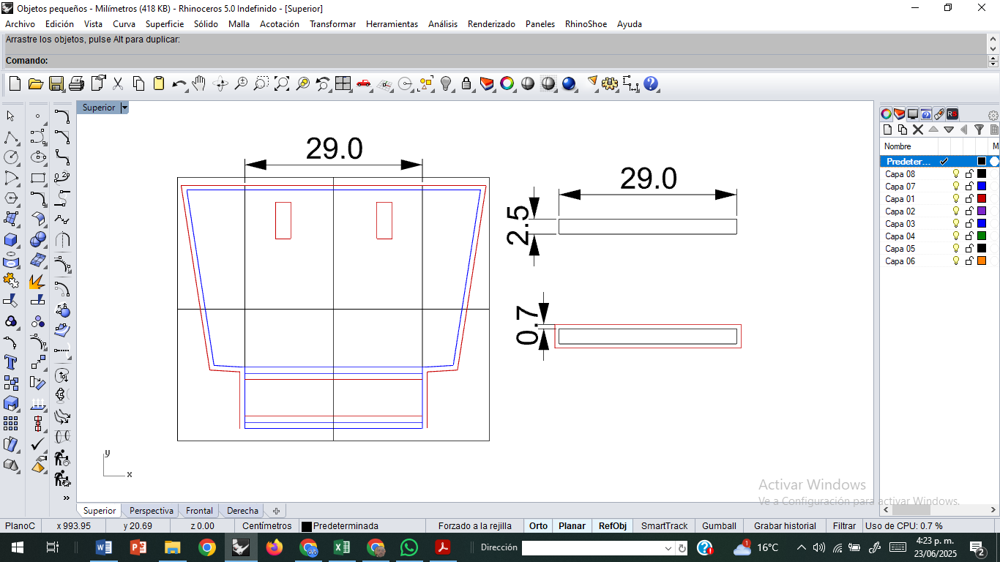 Objetos pequeños - Milímetros (418 KB) - Rhinoceros 5.0 Indefinido - [Superior]
Archivo Edición Vista Curva Superficie Sólido Malla Acotación Transformar Herramientas Análisis Renderizado Paneles RhinoShoe Ayuda
Arrastre los objetos, pulse Alt para duplicar:
Comando:
Superior
Nombre M
Predeter...
Capa 08
Capa 07
Capa 01
Capa 02
Capa 03
Capa 04
Capa 05
Capa 06
29.0
29.0
2.5
0.7
y
x
Activar Windows
Ve a Configuración para activar Windows.
Superior Perspectiva Frontal Derecha
»
PlanoC x 993.95 y 20.69 z 0.00 Centímetros Predeterminada Forzado a la rejilla Orto Planar RefObj SmartTrack Gumball Grabar historial Filtrar Uso de CPU: 0.7 %
Dirección 16°C 4:23 p. m.
23/06/2025
2